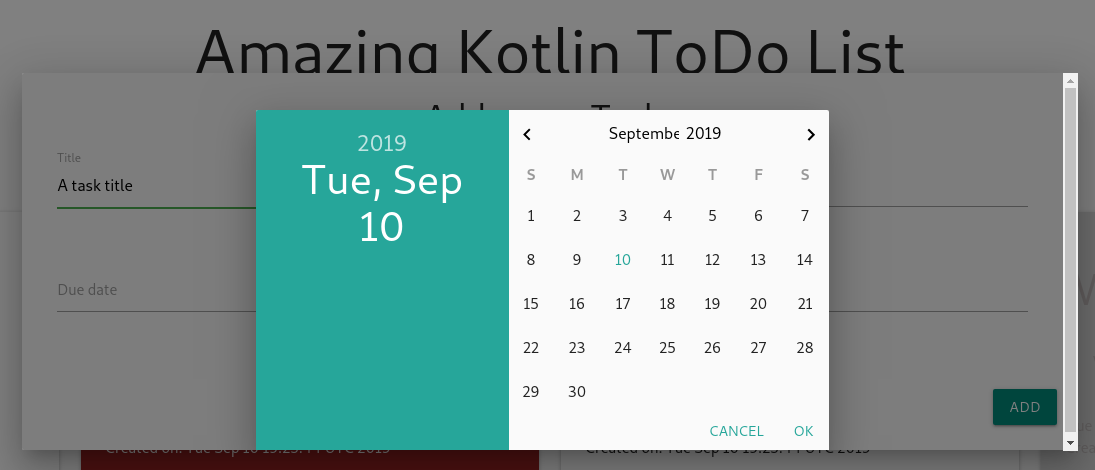 Amazing Kotlin ToDo List
Title
A task title
Due date
2019
Tue, Sep
10
Septembe 2019
S M T W T F S
1 2 3 4 5 6 7
8 9 10 11 12 13 14
15 16 17 18 19 20 21
22 23 24 25 26 27 28
29 30
CANCEL OK
ADD